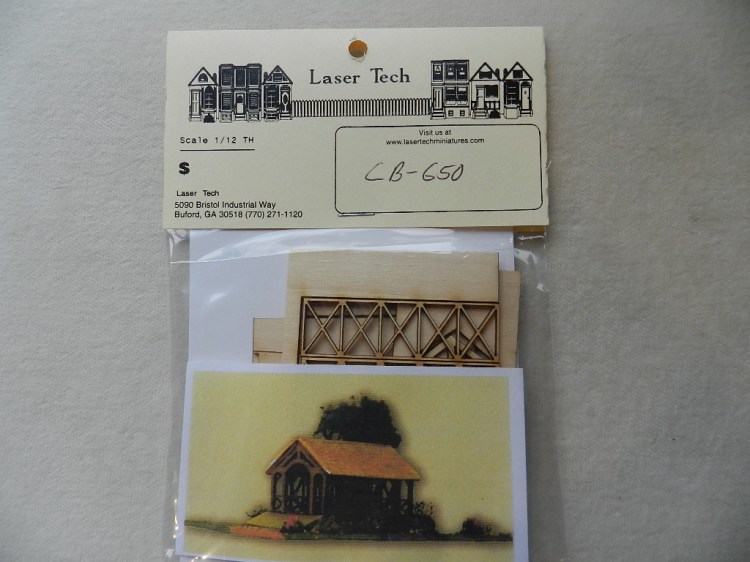 Laser Tech
Scale 1/12 TH
Visit us at
www.lasertechminiatures.com
CB-650
$
Laser Tech
5090 Bristol Industrial Way
Buford, GA 30518 (770) 271-1120